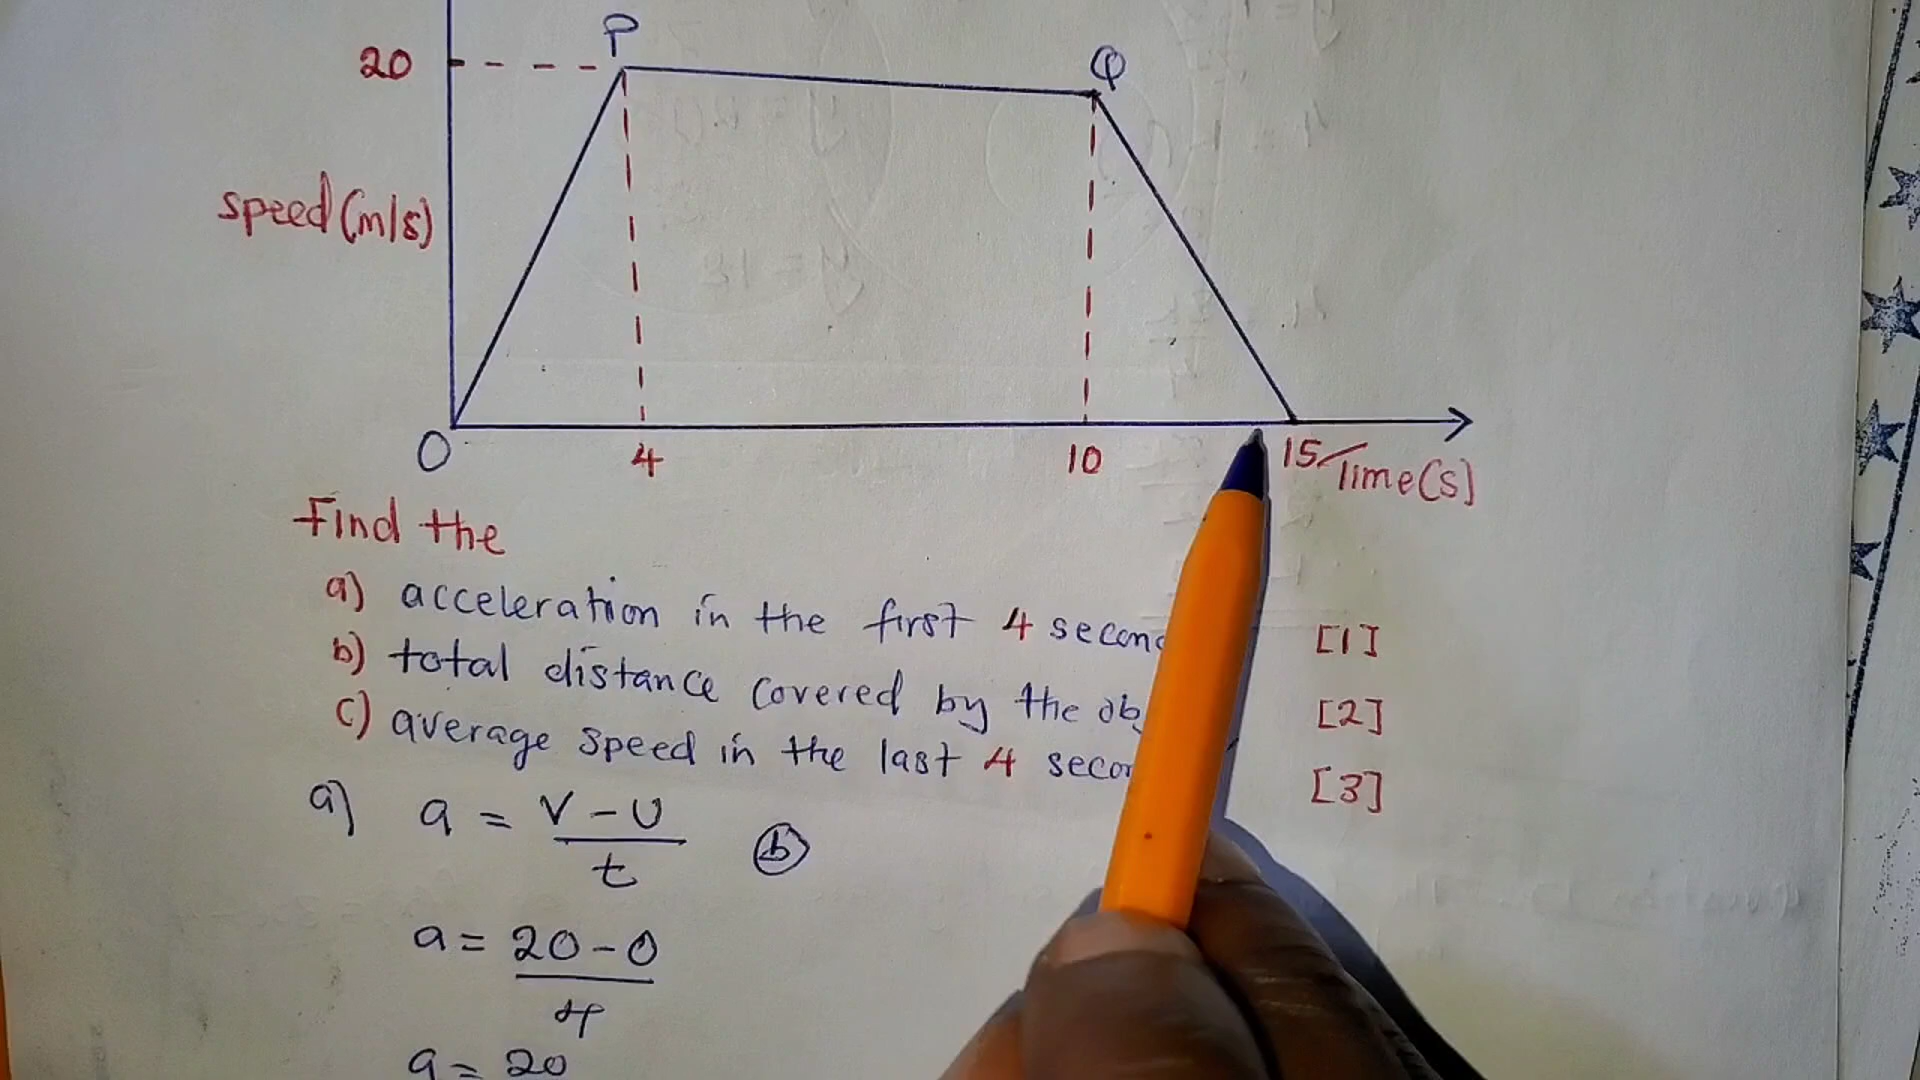 P
Q
20
speed(m/s)
O
4
10
15
Time(s)
Find the
a) acceleration in the first 4
[1]
b) total distance covered by the
[2]
c) average speed in the last 4
[3]
a) a = V - U
t
b
a = 20 - 0
4
a = 20